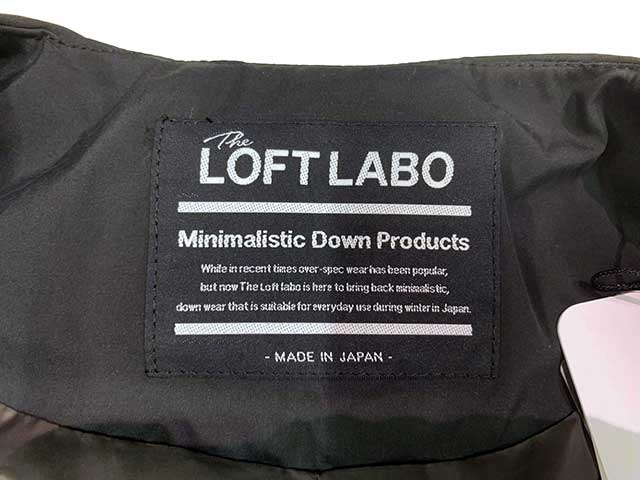 The
LOFT LABO
Minimalistic Down Products
While in recent times over-spec wear has been popular,
but now The Loft labo is here to bring back minimalistic,
down wear that is suitable for everyday use during winter in Japan.
- MADE IN JAPAN -